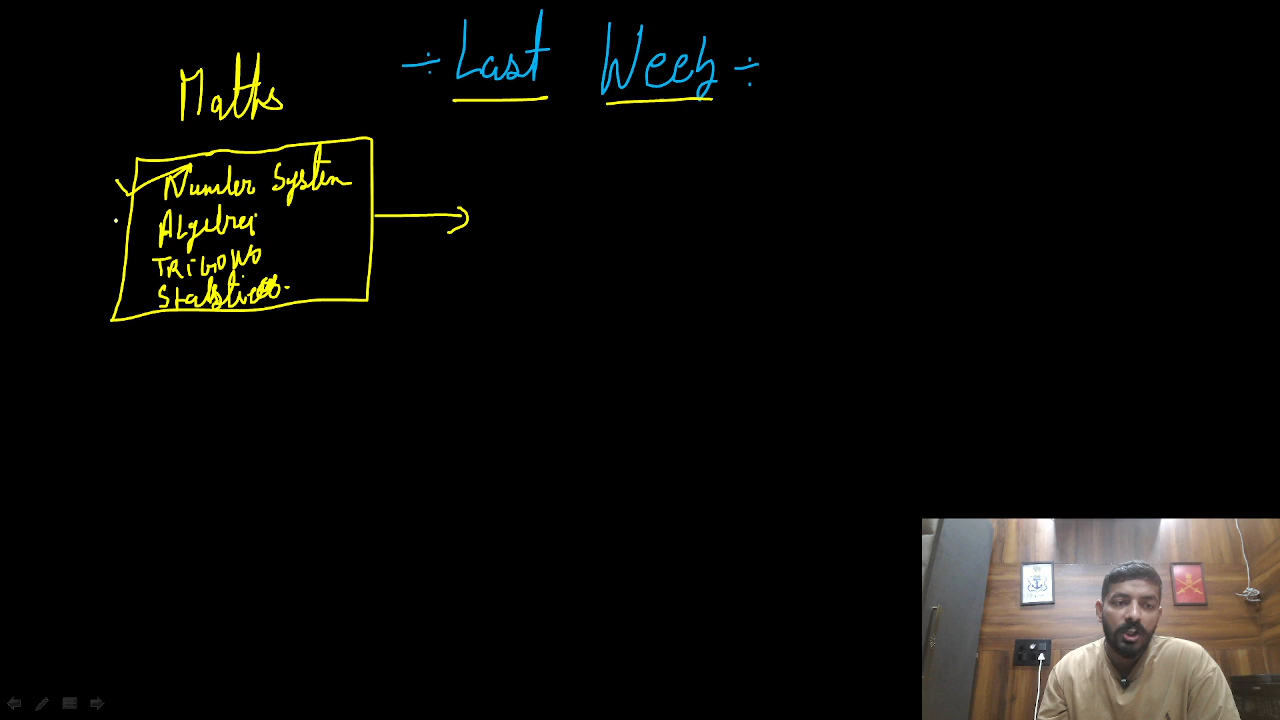 ÷ Last Week ÷
Maths
Number System
Algebra
TRIGONO
Statistics.